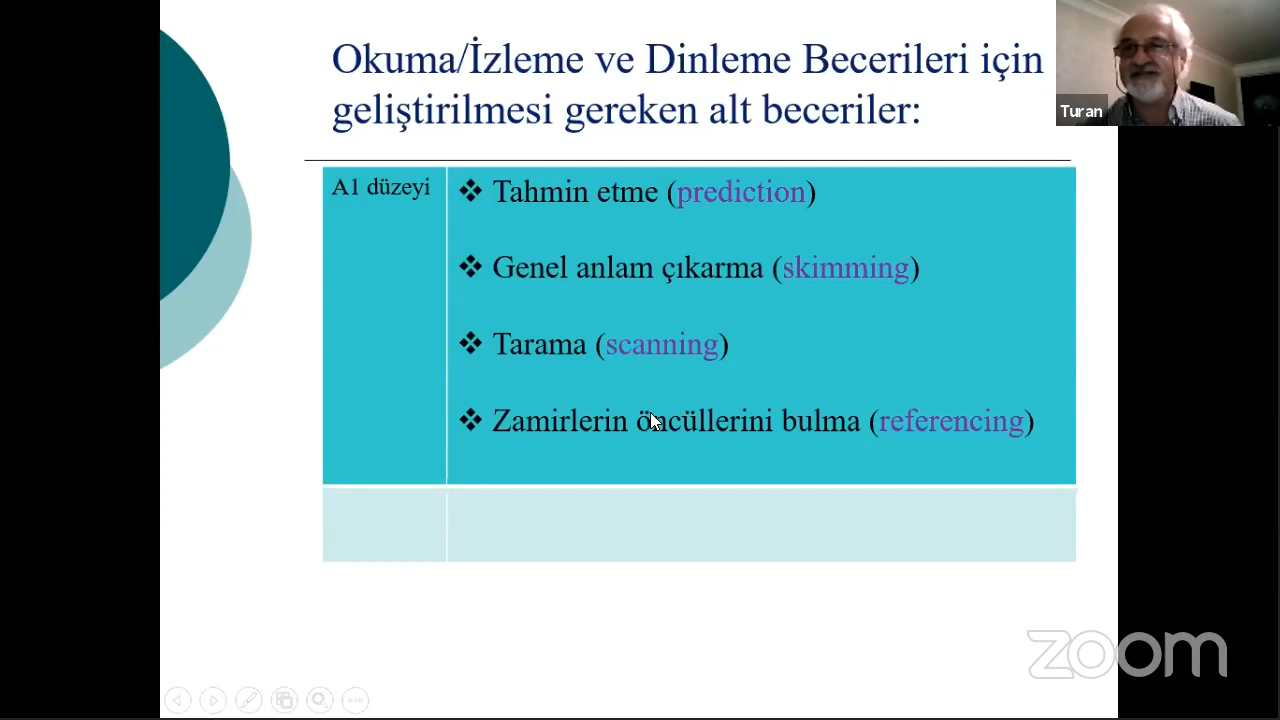 Okuma/İzleme ve Dinleme Becerileri için
geliştirilmesi gereken alt beceriler:
Turan
A1 düzeyi
❖ Tahmin etme (prediction)
❖ Genel anlam çıkarma (skimming)
❖ Tarama (scanning)
❖ Zamirlerin öncüllerini bulma (referencing)
zoom